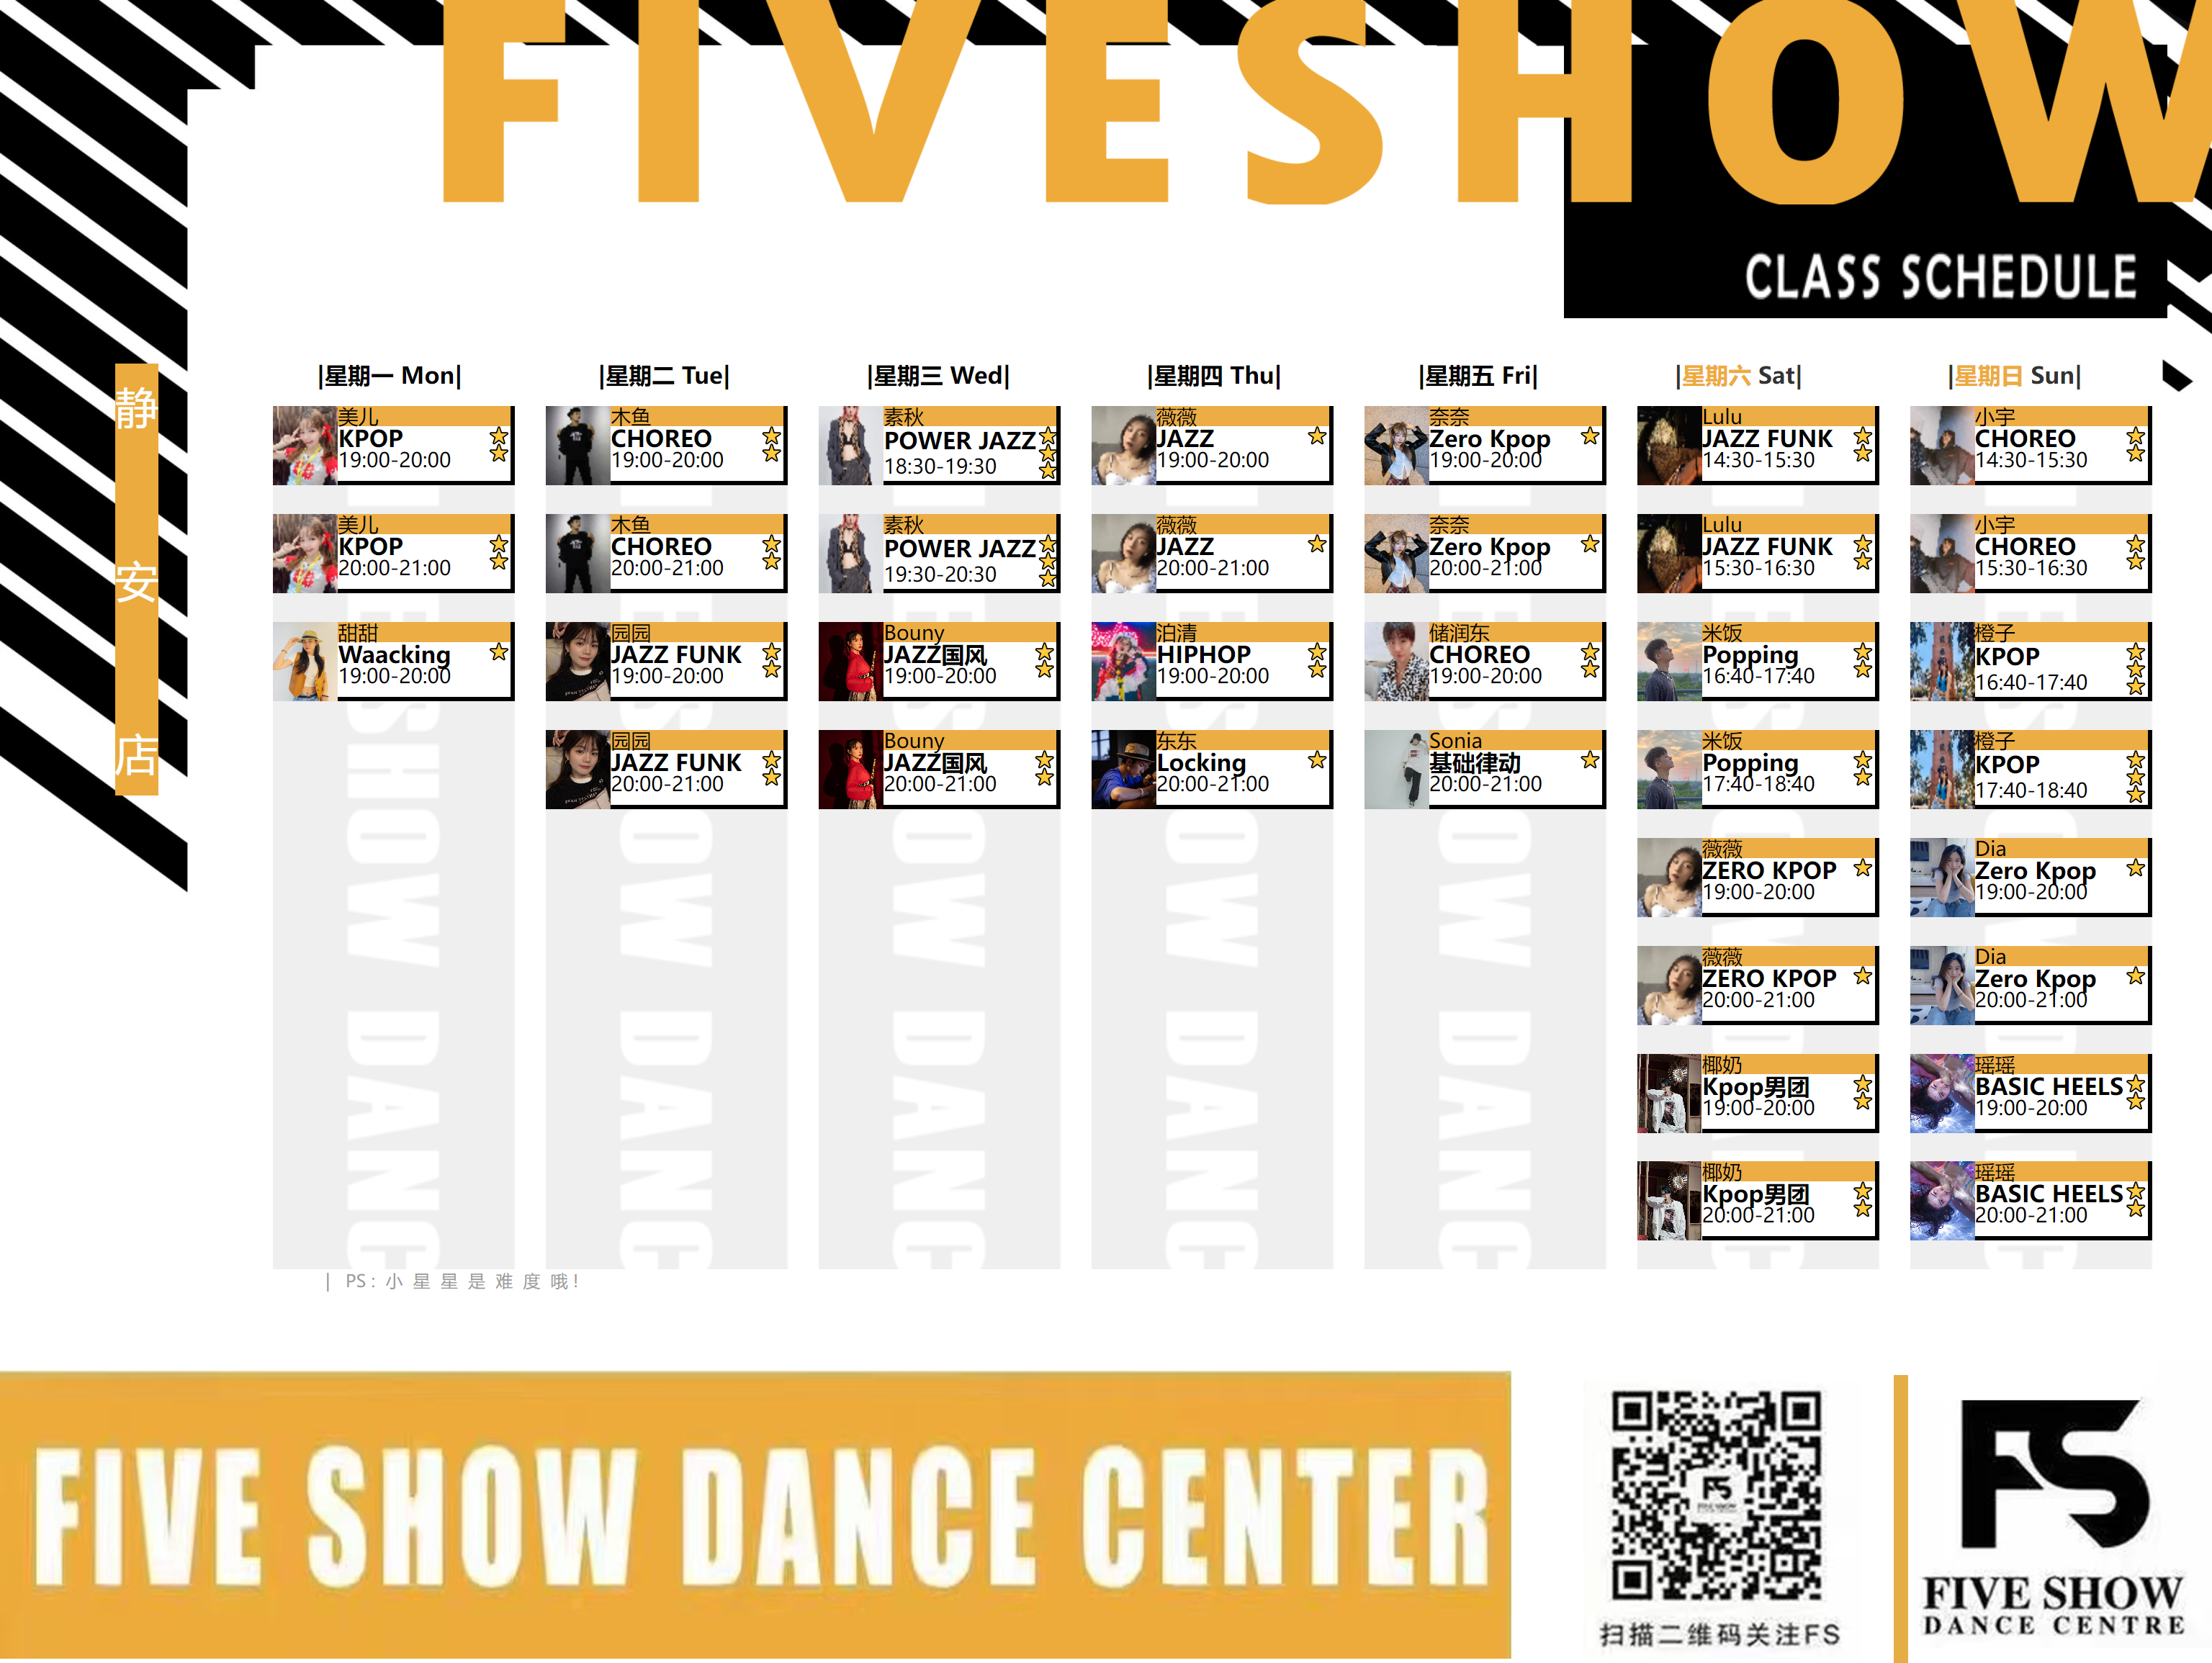 FIVESHOW
CLASS SCHEDULE
静安店
|星期一 Mon|
美儿
KPOP
19:00-20:00
美儿
KPOP
20:00-21:00
甜甜
Waacking
19:00-20:00
|星期二 Tue|
木鱼
CHOREO
19:00-20:00
木鱼
CHOREO
20:00-21:00
园园
JAZZ FUNK
19:00-20:00
园园
JAZZ FUNK
20:00-21:00
|星期三 Wed|
素秋
POWER JAZZ
18:30-19:30
素秋
POWER JAZZ
19:30-20:30
Bouny
JAZZ国风
19:00-20:00
Bouny
JAZZ国风
20:00-21:00
|星期四 Thu|
薇薇
JAZZ
19:00-20:00
薇薇
JAZZ
20:00-21:00
泊清
HIPHOP
19:00-20:00
东东
Locking
20:00-21:00
|星期五 Fri|
奈奈
Zero Kpop
19:00-20:00
奈奈
Zero Kpop
20:00-21:00
储润东
CHOREO
19:00-20:00
Sonia
基础律动
20:00-21:00
|星期六 Sat|
Lulu
JAZZ FUNK
14:30-15:30
Lulu
JAZZ FUNK
15:30-16:30
米饭
Popping
16:40-17:40
米饭
Popping
17:40-18:40
薇薇
ZERO KPOP
19:00-20:00
薇薇
ZERO KPOP
20:00-21:00
椰奶
Kpop男团
19:00-20:00
椰奶
Kpop男团
20:00-21:00
|星期日 Sun|
小宇
CHOREO
14:30-15:30
小宇
CHOREO
15:30-16:30
橙子
KPOP
16:40-17:40
橙子
KPOP
17:40-18:40
Dia
Zero Kpop
19:00-20:00
Dia
Zero Kpop
20:00-21:00
瑶瑶
BASIC HEELS
19:00-20:00
瑶瑶
BASIC HEELS
20:00-21:00
| PS: 小星星是难度哦!
FIVE SHOW DANCE CENTER
扫描二维码关注FS
FS
FIVE SHOW
DANCE CENTRE